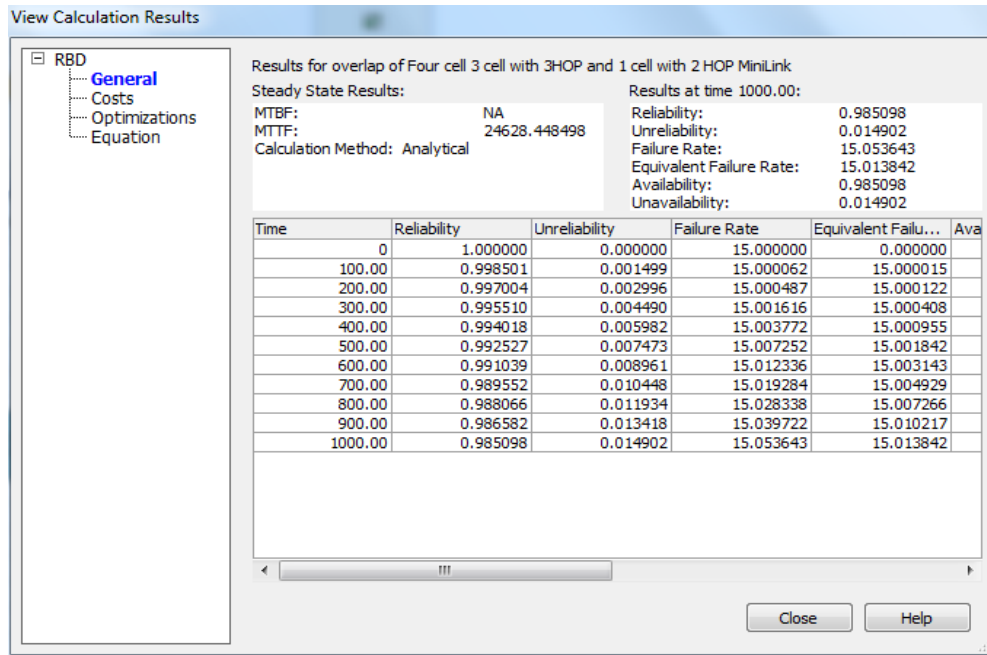 View Calculation Results
RBD
General
Costs
Optimizations
Equation
Results for overlap of Four cell 3 cell with 3HOP and 1 cell with 2 HOP MiniLink
Steady State Results:
MTBF: NA
MTTF: 24628.448498
Calculation Method: Analytical
Results at time 1000.00:
Reliability: 0.985098
Unreliability: 0.014902
Failure Rate: 15.053643
Equivalent Failure Rate: 15.013842
Availability: 0.985098
Unavailability: 0.014902
Time Reliability Unreliability Failure Rate Equivalent Failu... Ava
0 1.000000 0.000000 15.000000 0.000000
100.00 0.998501 0.001499 15.000062 15.000015
200.00 0.997004 0.002996 15.000487 15.000122
300.00 0.995510 0.004490 15.001616 15.000408
400.00 0.994018 0.005982 15.003772 15.000955
500.00 0.992527 0.007473 15.007252 15.001842
600.00 0.991039 0.008961 15.012336 15.003143
700.00 0.989552 0.010448 15.019284 15.004929
800.00 0.988066 0.011934 15.028338 15.007266
900.00 0.986582 0.013418 15.039722 15.010217
1000.00 0.985098 0.014902 15.053643 15.013842
Close Help